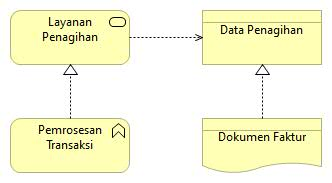 Layanan
Penagihan
Data Penagihan
Pemrosesan
Transaksi
Dokumen Faktur